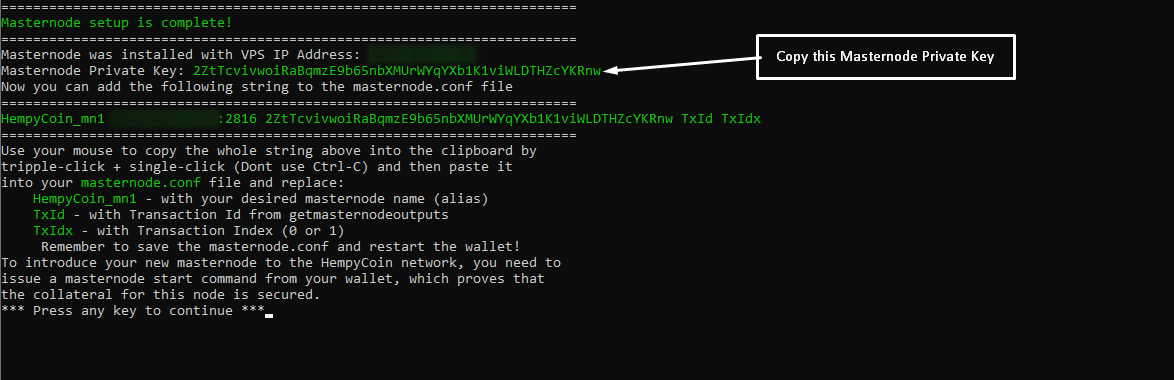 ========================================================================
Masternode setup is complete!
========================================================================
Masternode was installed with VPS IP Address:
Masternode Private Key: 2ZtTcvivwoiRaBqmzE9b65nbXMUrWYqYXb1K1viWLDTHZcYKRnw
Copy this Masternode Private Key
Now you can add the following string to the masternode.conf file
========================================================================
HempyCoin_mn1 :2816 2ZtTcvivwoiRaBqmzE9b65nbXMUrWYqYXb1K1viWLDTHZcYKRnw TxId TxIdx
========================================================================
Use your mouse to copy the whole string above into the clipboard by
tripple-click + single-click (Dont use Ctrl-C) and then paste it
into your masternode.conf file and replace:
HempyCoin_mn1 - with your desired masternode name (alias)
TxId - with Transaction Id from getmasternodeoutputs
TxIdx - with Transaction Index (0 or 1)
Remember to save the masternode.conf and restart the wallet!
To introduce your new masternode to the HempyCoin network, you need to
issue a masternode start command from your wallet, which proves that
the collateral for this node is secured.
*** Press any key to continue ***